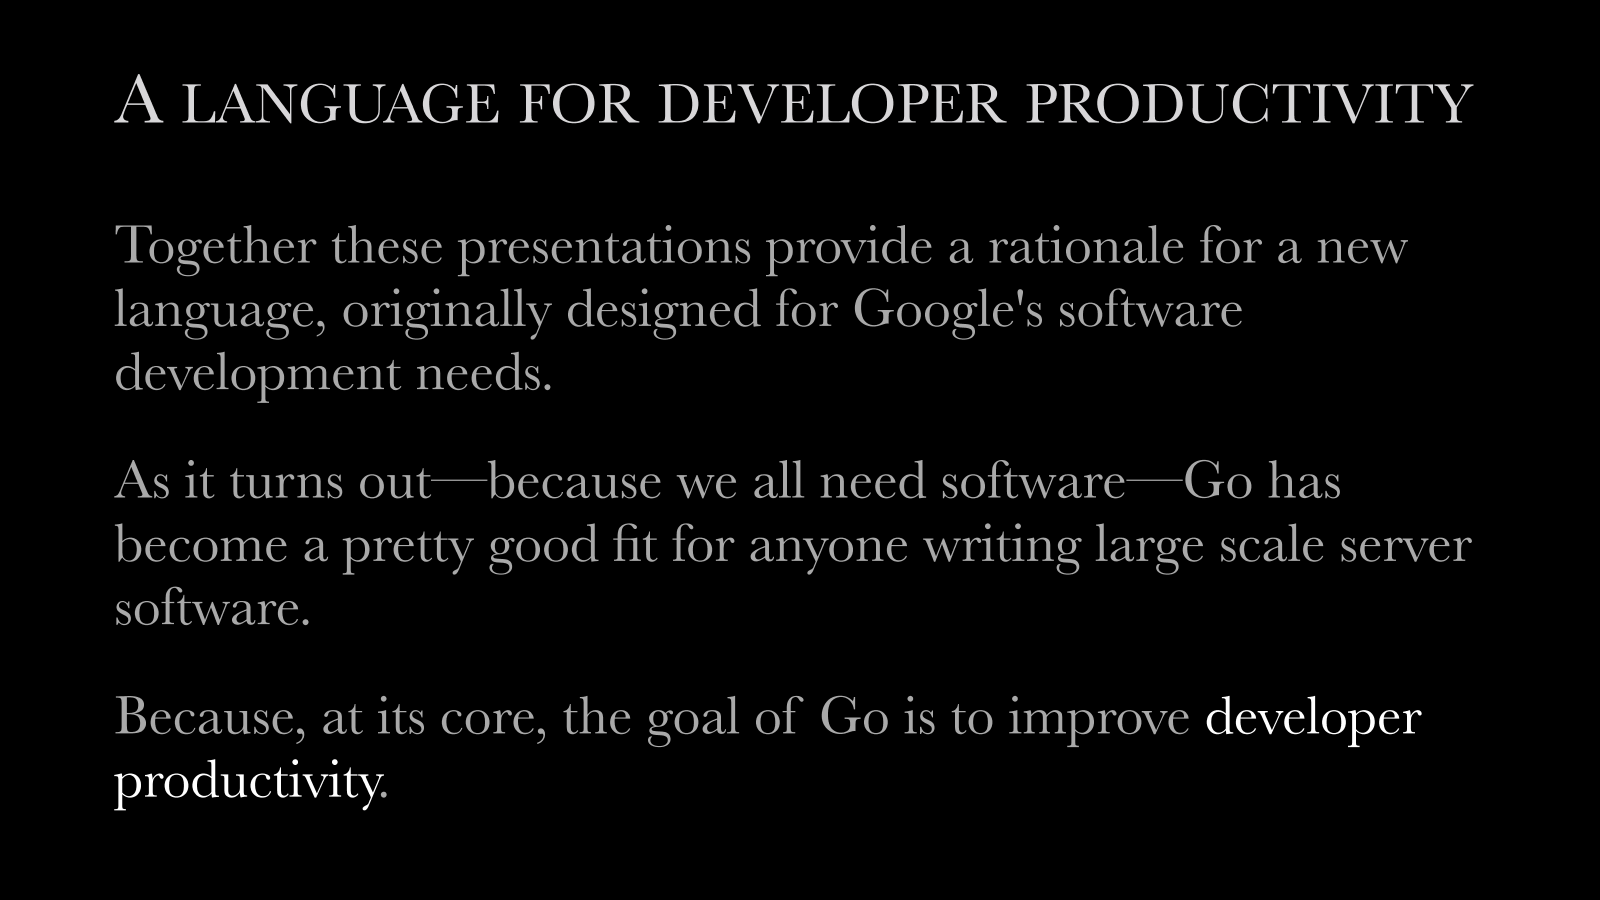 A LANGUAGE FOR DEVELOPER PRODUCTIVITY
Together these presentations provide a rationale for a new
language, originally designed for Google's software
development needs.
As it turns out—because we all need software—Go has
become a pretty good fit for anyone writing large scale server
software.
Because, at its core, the goal of Go is to improve developer
productivity.